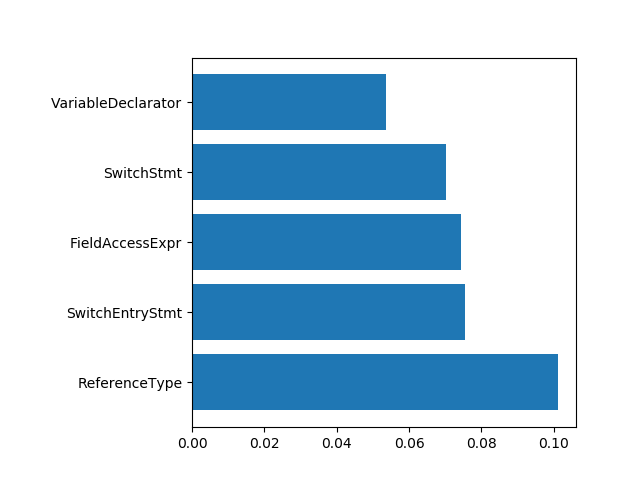 VariableDeclarator
SwitchStmt
FieldAccessExpr
SwitchEntryStmt
ReferenceType
0.00 0.02 0.04 0.06 0.08 0.10